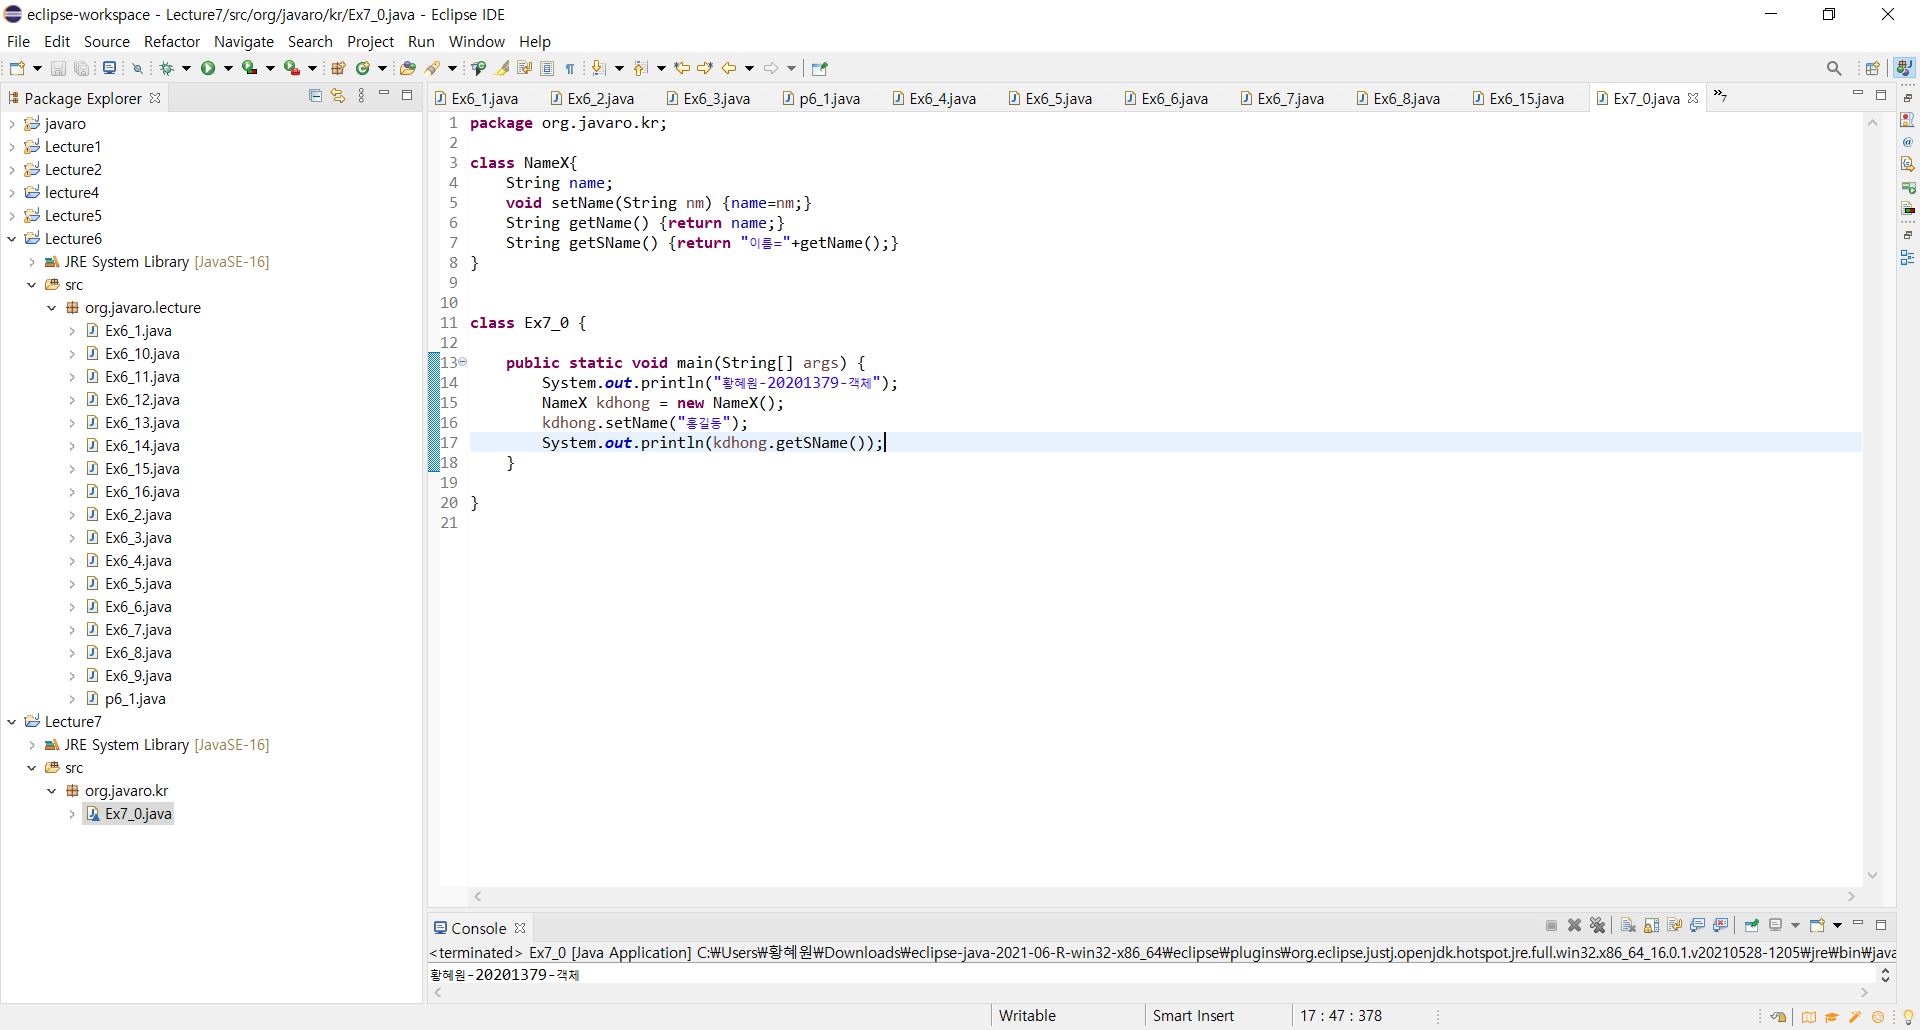 eclipse-workspace - Lecture7/src/org/javaro/kr/Ex7_0.java - Eclipse IDE
File Edit Source Refactor Navigate Search Project Run Window Help
Package Explorer
javaro
Lecture1
Lecture2
lecture4
Lecture5
Lecture6
JRE System Library [JavaSE-16]
src
org.javaro.lecture
Ex6_1.java
Ex6_10.java
Ex6_11.java
Ex6_12.java
Ex6_13.java
Ex6_14.java
Ex6_15.java
Ex6_16.java
Ex6_2.java
Ex6_3.java
Ex6_4.java
Ex6_5.java
Ex6_6.java
Ex6_7.java
Ex6_8.java
Ex6_9.java
p6_1.java
Lecture7
JRE System Library [JavaSE-16]
src
org.javaro.kr
Ex7_0.java
Ex6_1.java Ex6_2.java Ex6_3.java p6_1.java Ex6_4.java Ex6_5.java Ex6_6.java Ex6_7.java Ex6_8.java Ex6_15.java Ex7_0.java »7
1 package org.javaro.kr;
2
3 class NameX{
4     String name;
5     void setName(String nm) {name=nm;}
6     String getName() {return name;}
7     String getSName() {return "이름="+getName();}
8 }
9
10
11 class Ex7_0 {
12
13     public static void main(String[] args) {
14         System.out.println("황혜원-20201379-객체");
15         NameX kdhong = new NameX();
16         kdhong.setName("홍길동");
17         System.out.println(kdhong.getSName());
18     }
19
20 }
21
Console
<terminated> Ex7_0 [Java Application] C:₩Users₩황혜원₩Downloads₩eclipse-java-2021-06-R-win32-x86_64₩eclipse₩plugins₩org.eclipse.justj.openjdk.hotspot.jre.full.win32.x86_64_16.0.1.v20210528-1205₩jre₩bin₩java
황혜원-20201379-객체
Writable Smart Insert 17 : 47 : 378